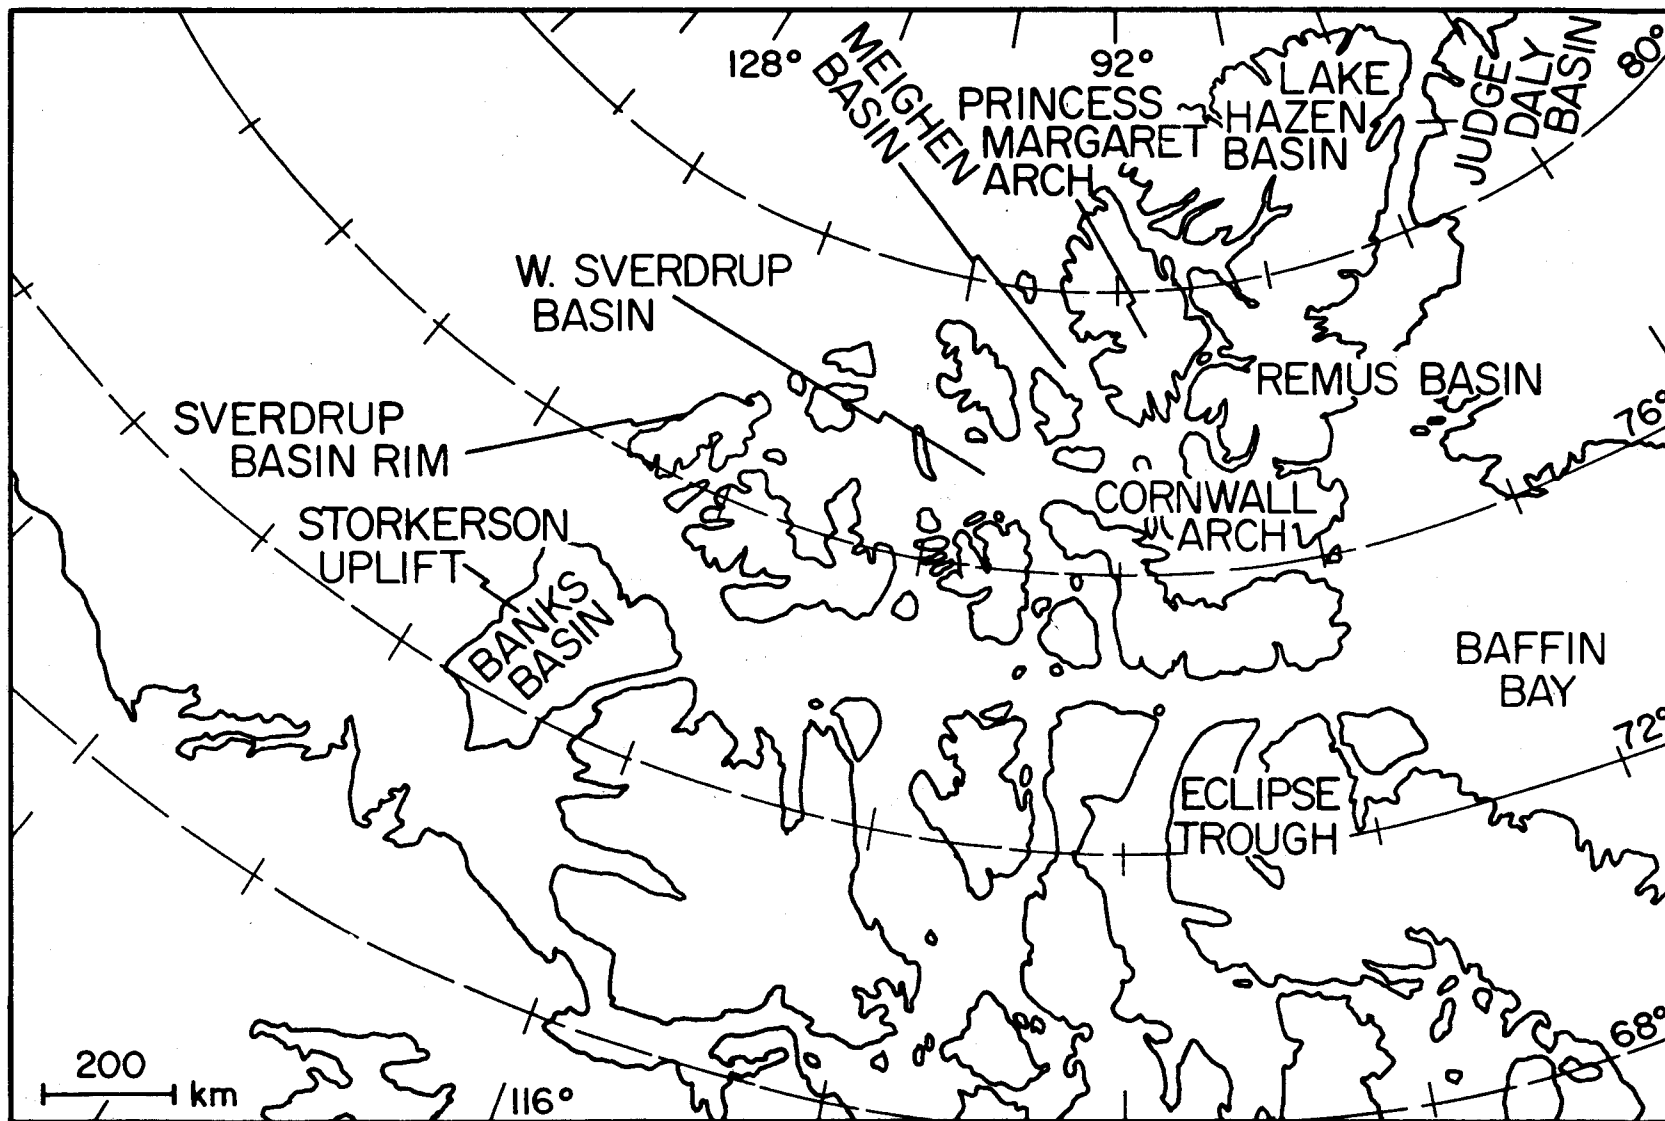 128°
MEIGHEN
BASIN
92°
PRINCESS
MARGARET
ARCH
LAKE
HAZEN
BASIN
JUDGE
DALY
BASIN
80°
W. SVERDRUP
BASIN
REMUS BASIN
SVERDRUP
BASIN RIM
76°
CORNWALL
ARCH
STORKERSON
UPLIFT
BANKS
BASIN
BAFFIN
BAY
72°
ECLIPSE
TROUGH
68°
200
km
116°